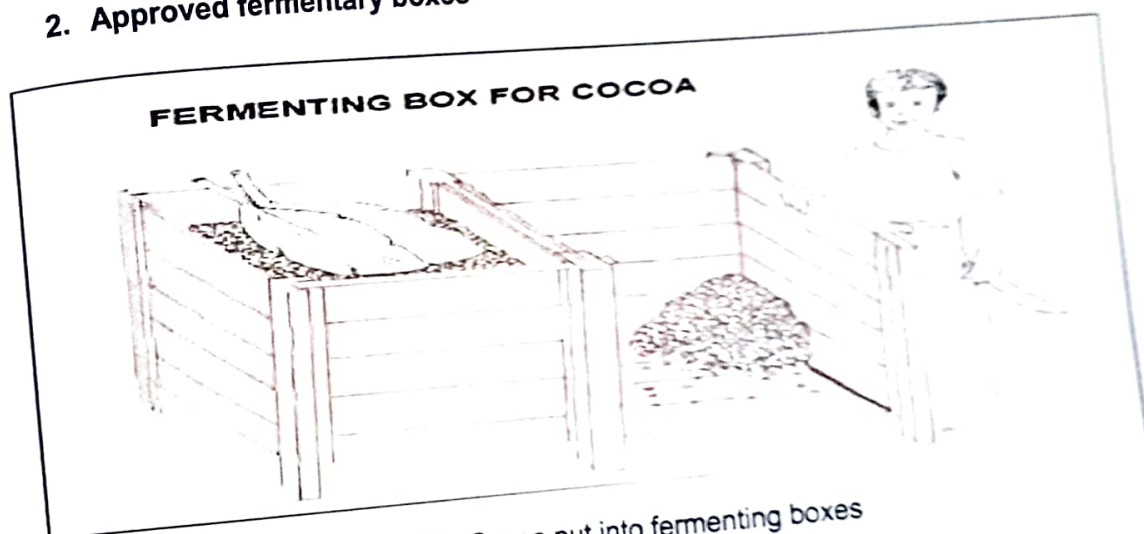 2. Approved fermentary boxes
FERMENTING BOX FOR COCOA
put into fermenting boxes